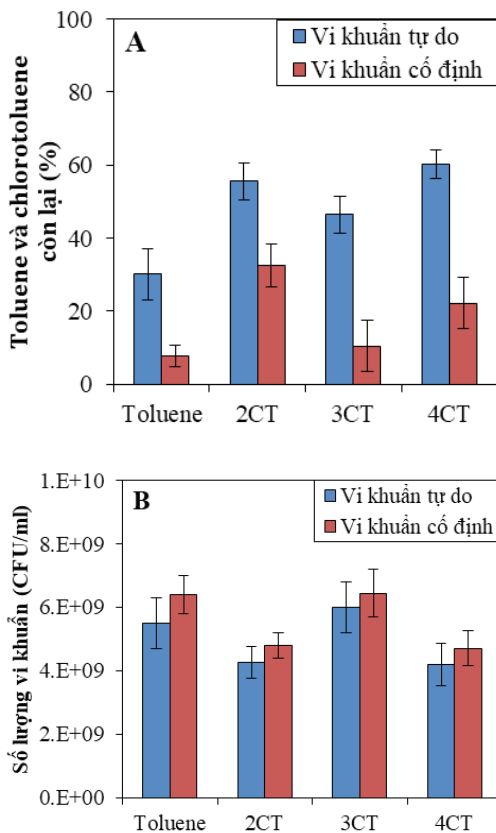 A
Vi khuẩn tự do
Vi khuẩn cố định
Toluene và chlorotoluene
còn lại (%)
100
80
60
40
20
0
Toluene 2CT 3CT 4CT
B
Vi khuẩn tự do
Vi khuẩn cố định
Số lượng vi khuẩn (CFU/ml)
1.E+10
8.E+09
6.E+09
4.E+09
2.E+09
0.E+00
Toluene 2CT 3CT 4CT